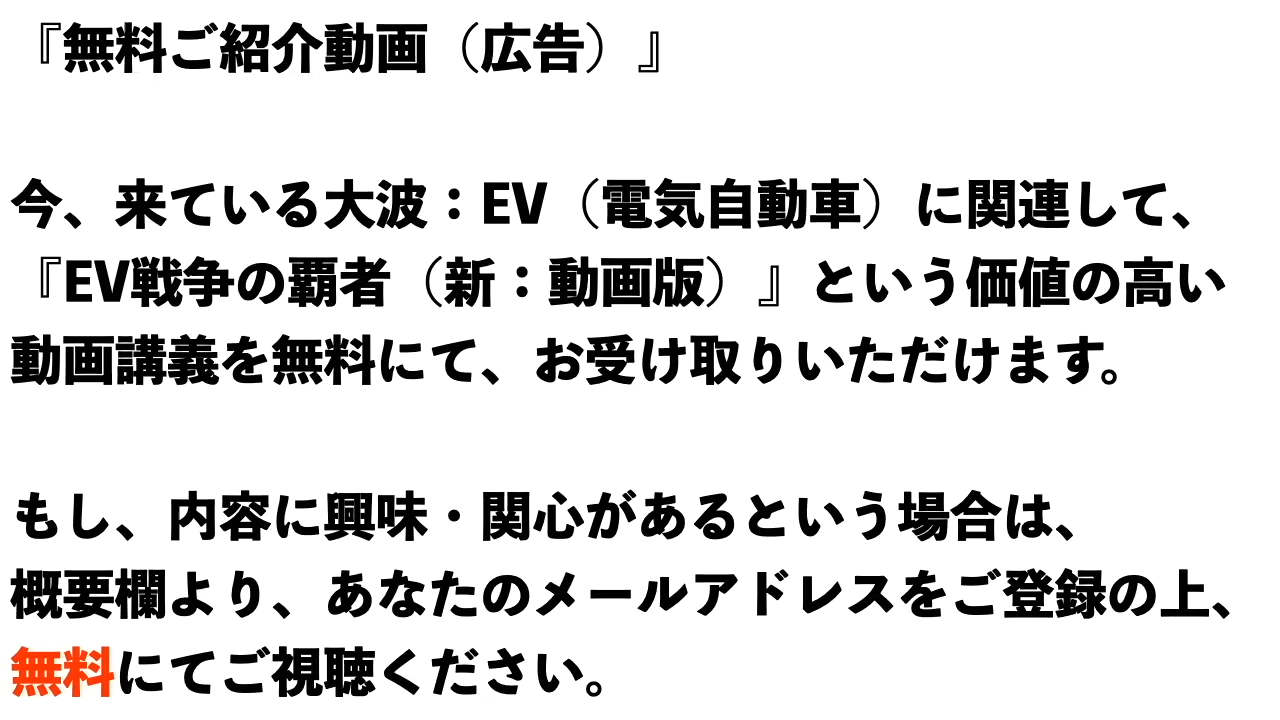 『無料ご紹介動画（広告）』
今、来ている大波：EV（電気自動車）に関連して、
『EV戦争の覇者（新：動画版）』という価値の高い
動画講義を無料にて、お受け取りいただけます。
もし、内容に興味・関心があるという場合は、
概要欄より、あなたのメールアドレスをご登録の上、
無料にてご視聴ください。